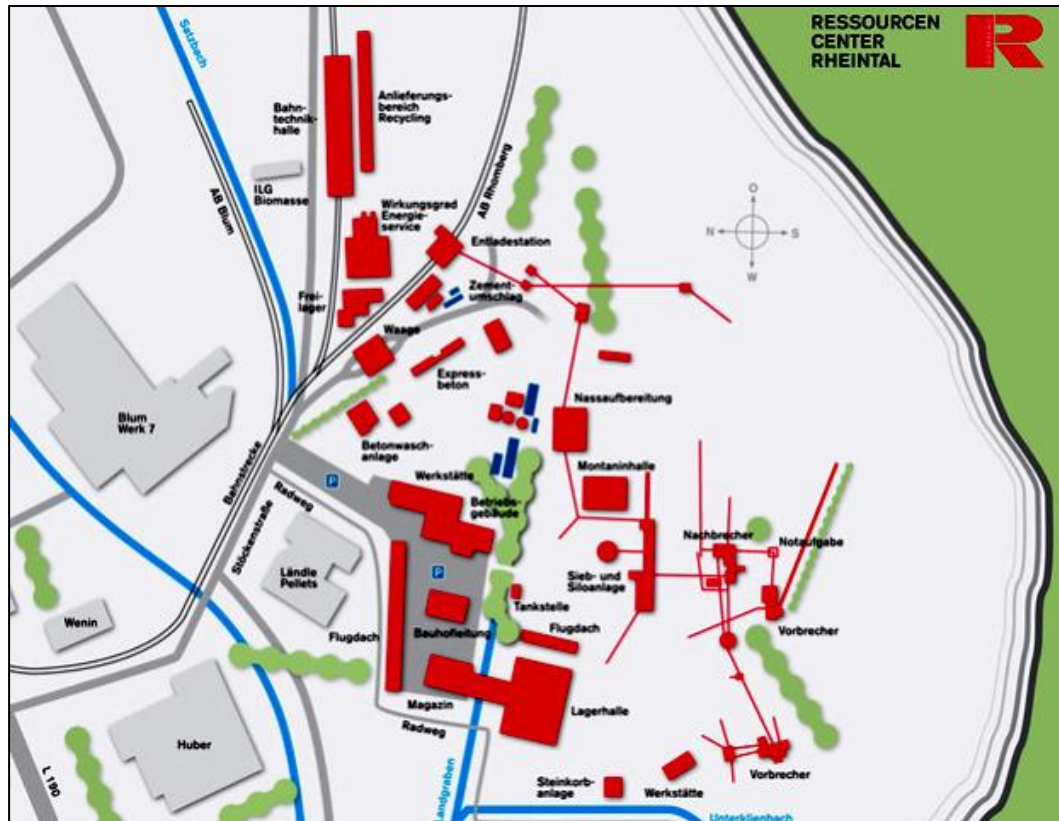 RESSOURCEN
CENTER
RHEINTAL
R
Satzbach
Bahn-
technik-
halle
Anlieferungs-
bereich
Recycling
AB Rhomberg
ILG
Biomasse
AB Blum
Wirkungsgrad
Energie-
service
Entladestation
O
N
S
W
Frei-
lager
Zement-
umschlag
Waage
Express-
beton
Nassaufbereitung
Blum
Werk 7
Betonwasch-
anlage
Bahnstrecke
Radweg
P
Werkstätte
Betriebs-
gebäude
Montaninhalle
Stöckenstraße
Nachbrecher
Notaufgabe
Ländle
Pellets
P
Sieb- und
Siloanlage
Tankstelle
Wenin
Flugdach
Bauhofleitung
Flugdach
Vorbrecher
Magazin
Lagerhalle
Radweg
Huber
L 190
Landgraben
Steinkorb-
anlage
Werkstätte
Vorbrecher
Unterklienbach